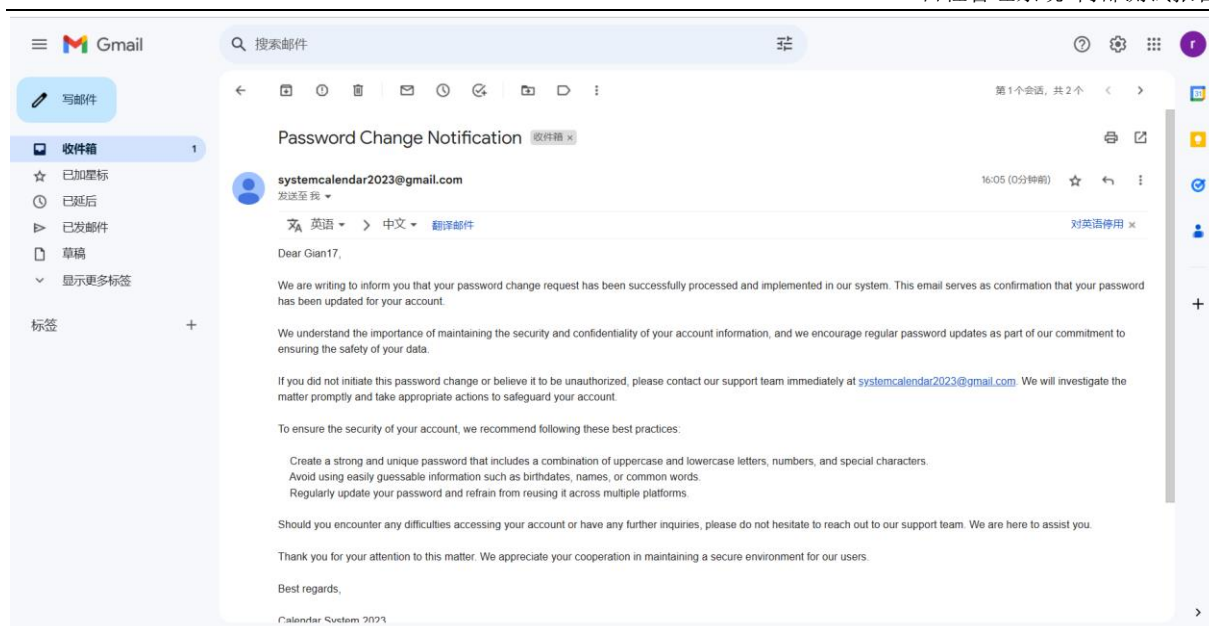 Gmail
搜索邮件
r
写邮件
第 1 个会话，共 2 个
31
Password Change Notification 收件箱 ×
收件箱 1
已加星标
已延后
已发邮件
草稿
显示更多标签
标签 +
systemcalendar2023@gmail.com
16:05 (0分钟前)
发送至 我
英语 > 中文 翻译邮件
对英语停用 ×
Dear Gian17,
We are writing to inform you that your password change request has been successfully processed and implemented in our system. This email serves as confirmation that your password
has been updated for your account.
We understand the importance of maintaining the security and confidentiality of your account information, and we encourage regular password updates as part of our commitment to
ensuring the safety of your data.
If you did not initiate this password change or believe it to be unauthorized, please contact our support team immediately at systemcalendar2023@gmail.com. We will investigate the
matter promptly and take appropriate actions to safeguard your account.
To ensure the security of your account, we recommend following these best practices:
Create a strong and unique password that includes a combination of uppercase and lowercase letters, numbers, and special characters.
Avoid using easily guessable information such as birthdates, names, or common words.
Regularly update your password and refrain from reusing it across multiple platforms.
Should you encounter any difficulties accessing your account or have any further inquiries, please do not hesitate to reach out to our support team. We are here to assist you.
Thank you for your attention to this matter. We appreciate your cooperation in maintaining a secure environment for our users.
Best regards,
Calendar System 2023